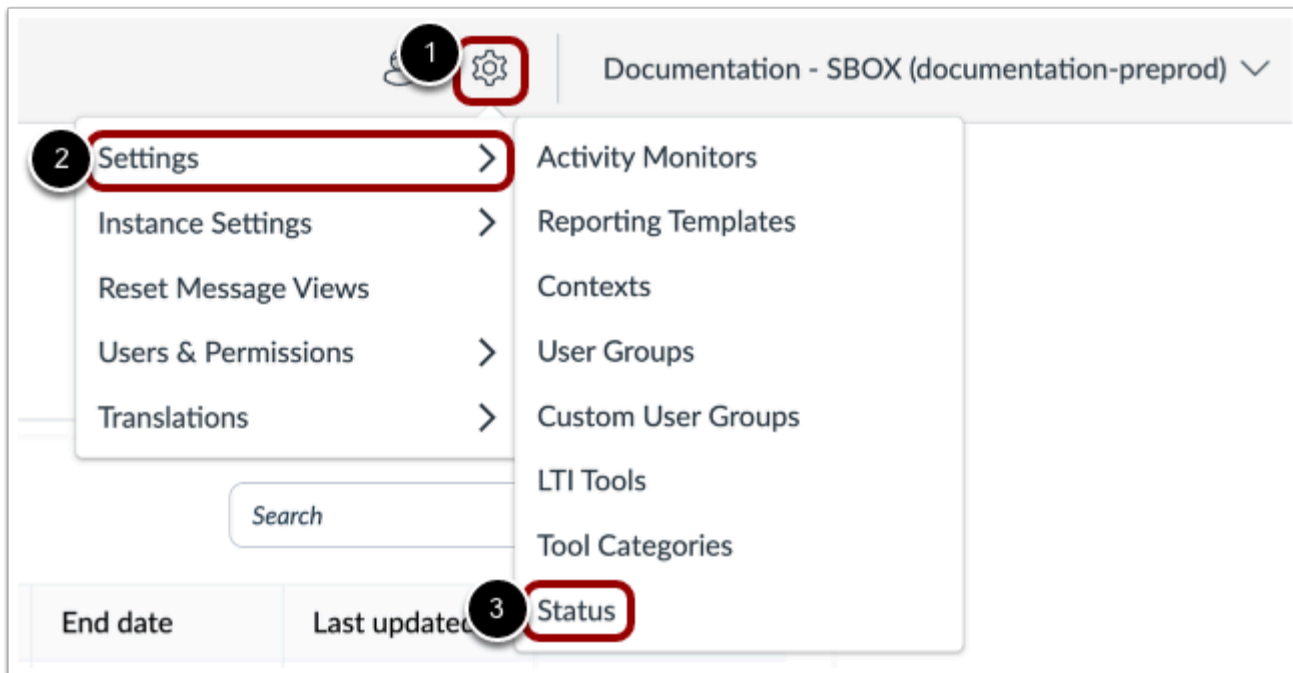 1
Documentation - SBOX (documentation-preprod)
2
Settings
Instance Settings
Reset Message Views
Users & Permissions
Translations
Activity Monitors
Reporting Templates
Contexts
User Groups
Custom User Groups
LTI Tools
Tool Categories
3
Status
Search
End date
Last updated